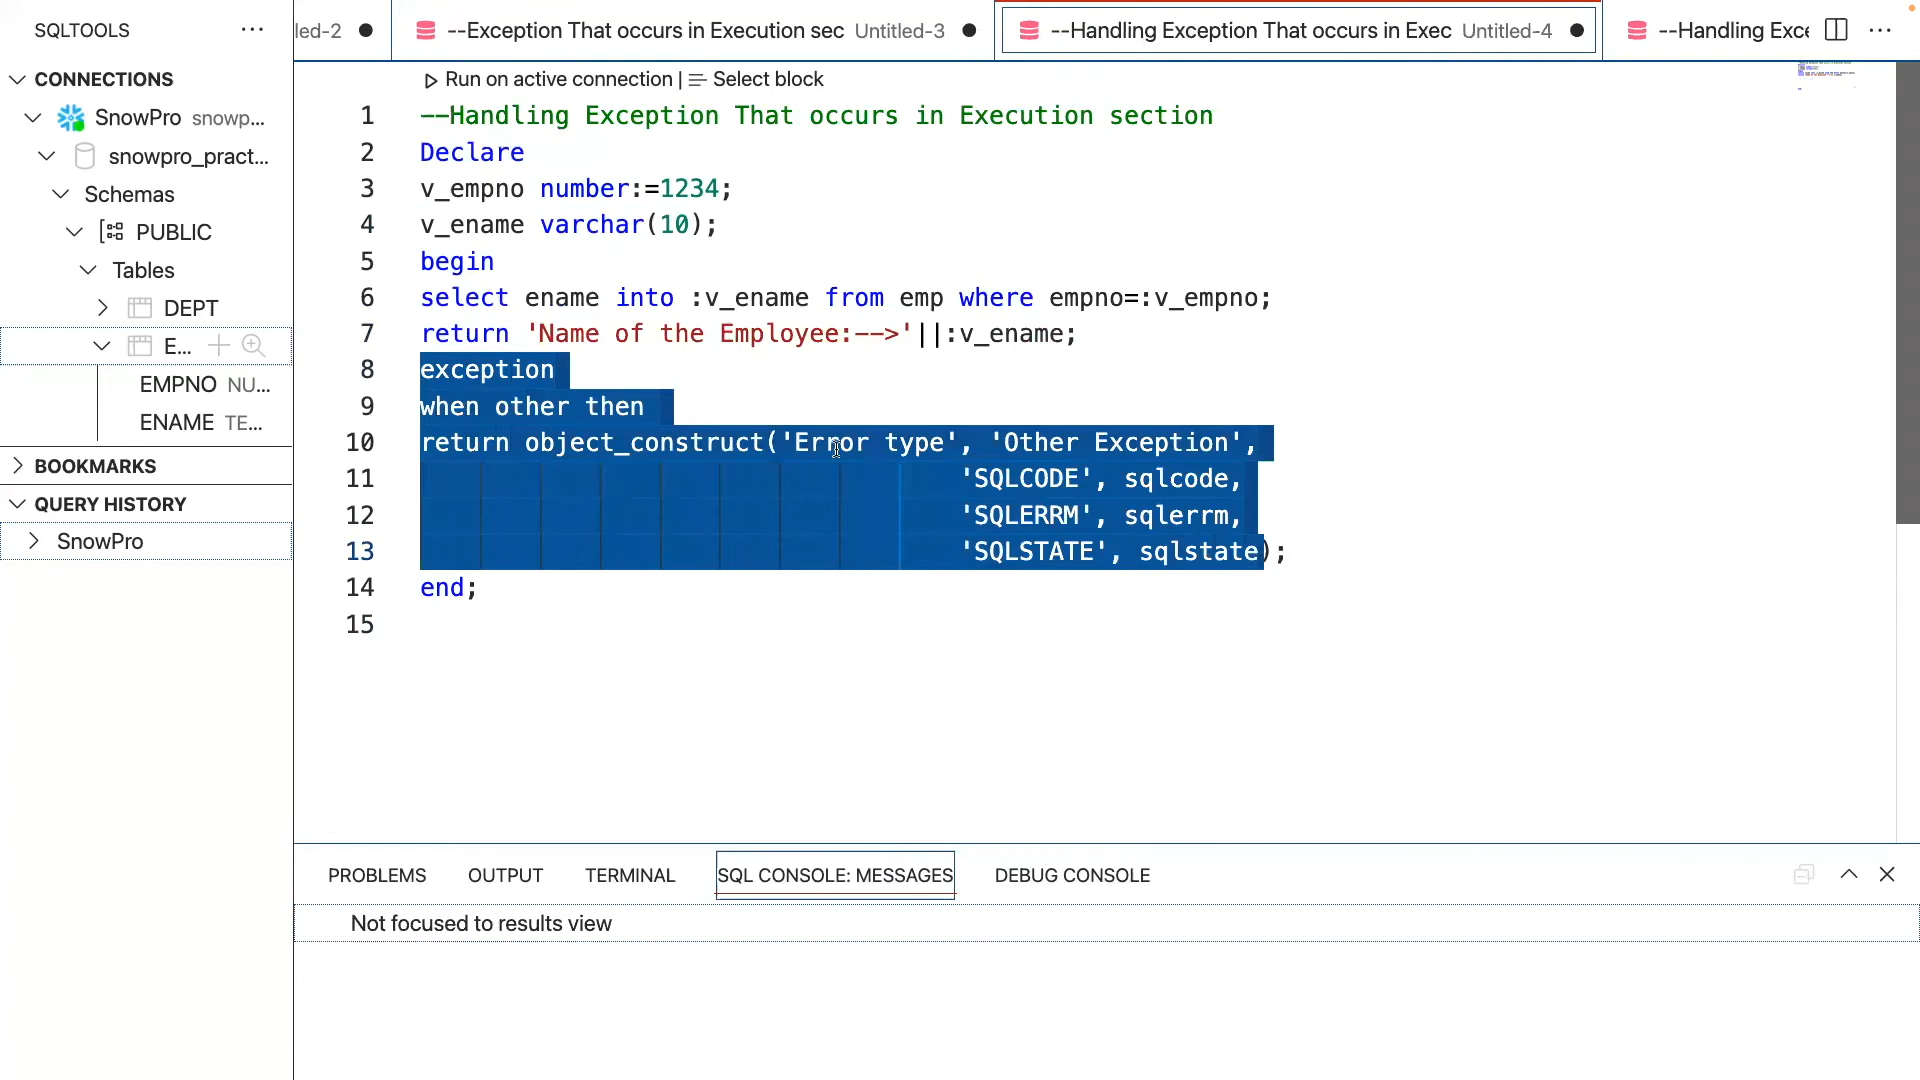 SQLTOOLS
CONNECTIONS
SnowPro snowp...
snowpro_pract...
Schemas
PUBLIC
Tables
DEPT
E...
EMPNO NU...
ENAME TE...
BOOKMARKS
QUERY HISTORY
SnowPro
led-2
--Exception That occurs in Execution sec Untitled-3
--Handling Exception That occurs in Exec Untitled-4
--Handling Exce
Run on active connection | Select block
1 --Handling Exception That occurs in Execution section
2 Declare
3 v_empno number:=1234;
4 v_ename varchar(10);
5 begin
6 select ename into :v_ename from emp where empno=:v_empno;
7 return 'Name of the Employee:-->'||:v_ename;
8 exception
9 when other then
10 return object_construct('Error type', 'Other Exception',
11 'SQLCODE', sqlcode,
12 'SQLERRM', sqlerrm,
13 'SQLSTATE', sqlstate);
14 end;
15
PROBLEMS OUTPUT TERMINAL SQL CONSOLE: MESSAGES DEBUG CONSOLE
Not focused to results view